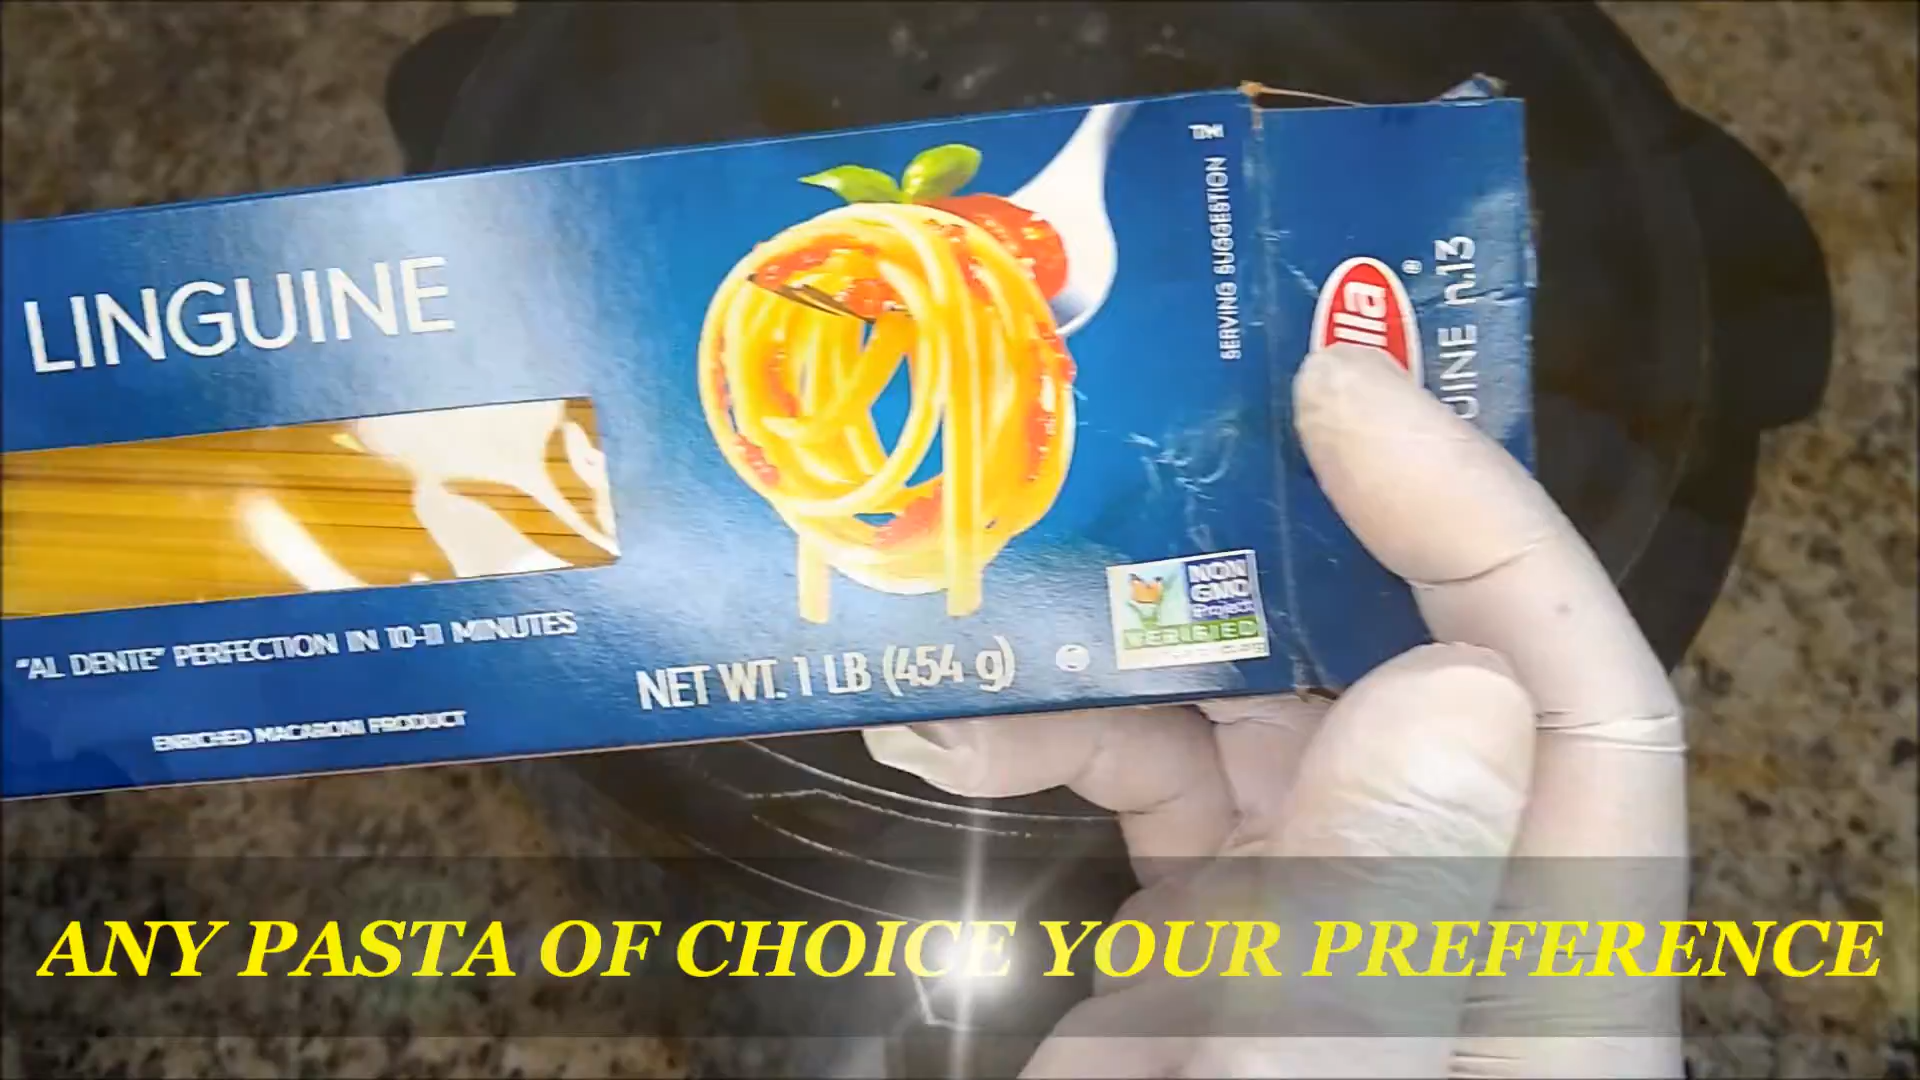 LINGUINE
"AL DENTE" PERFECTION IN 10-11 MINUTES
ENRICHED MACARONI PRODUCT
NET WT. 1 LB (454 g)
TM
SERVING SUGGESTION
NON
GMO
Project
VERIFIED
lla
®
UINE n.13
ANY PASTA OF CHOICE YOUR PREFERENCE